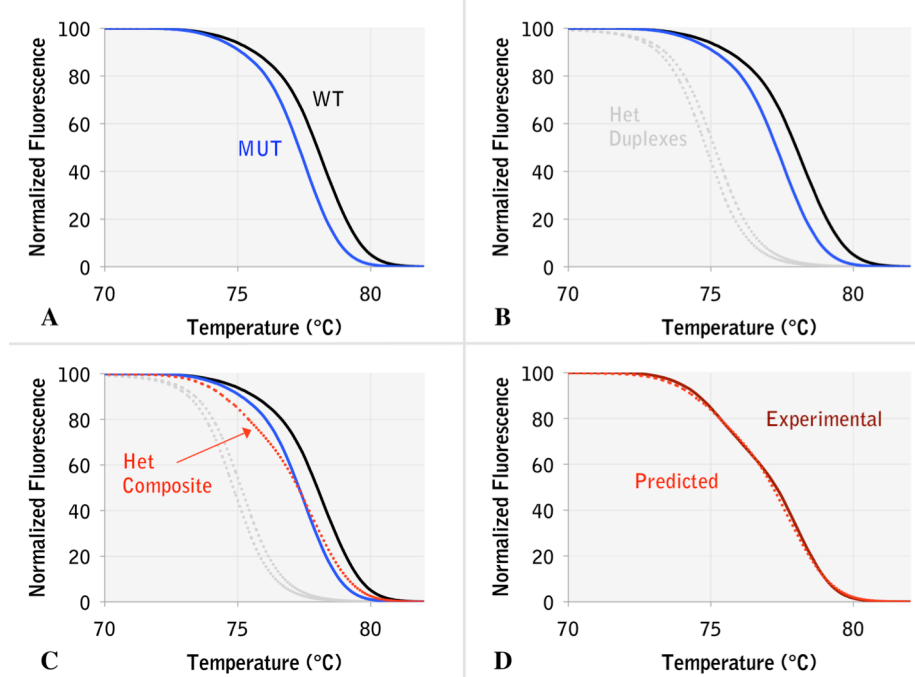 100
80
60
40
20
0
Normalized Fluorescence
WT
MUT
70
75
80
Temperature (°C)
A
100
80
60
40
20
0
Normalized Fluorescence
Het
Duplexes
70
75
80
Temperature (°C)
B
100
80
60
40
20
0
Normalized Fluorescence
Het
Composite
70
75
80
Temperature (°C)
C
100
80
60
40
20
0
Normalized Fluorescence
Experimental
Predicted
70
75
80
Temperature (°C)
D